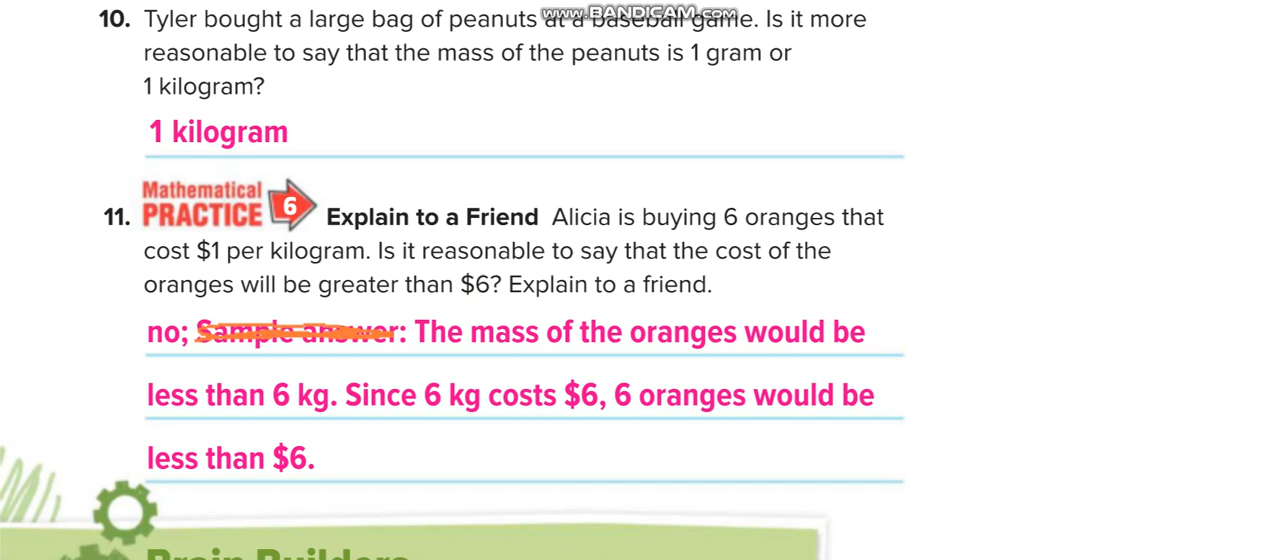 www.BANDICAM.com
10. Tyler bought a large bag of peanuts at a baseball game. Is it more
reasonable to say that the mass of the peanuts is 1 gram or
1 kilogram?
1 kilogram
Mathematical
PRACTICE 6
11. Explain to a Friend Alicia is buying 6 oranges that
cost $1 per kilogram. Is it reasonable to say that the cost of the
oranges will be greater than $6? Explain to a friend.
no; Sample answer: The mass of the oranges would be
less than 6 kg. Since 6 kg costs $6, 6 oranges would be
less than $6.
Brain Builders